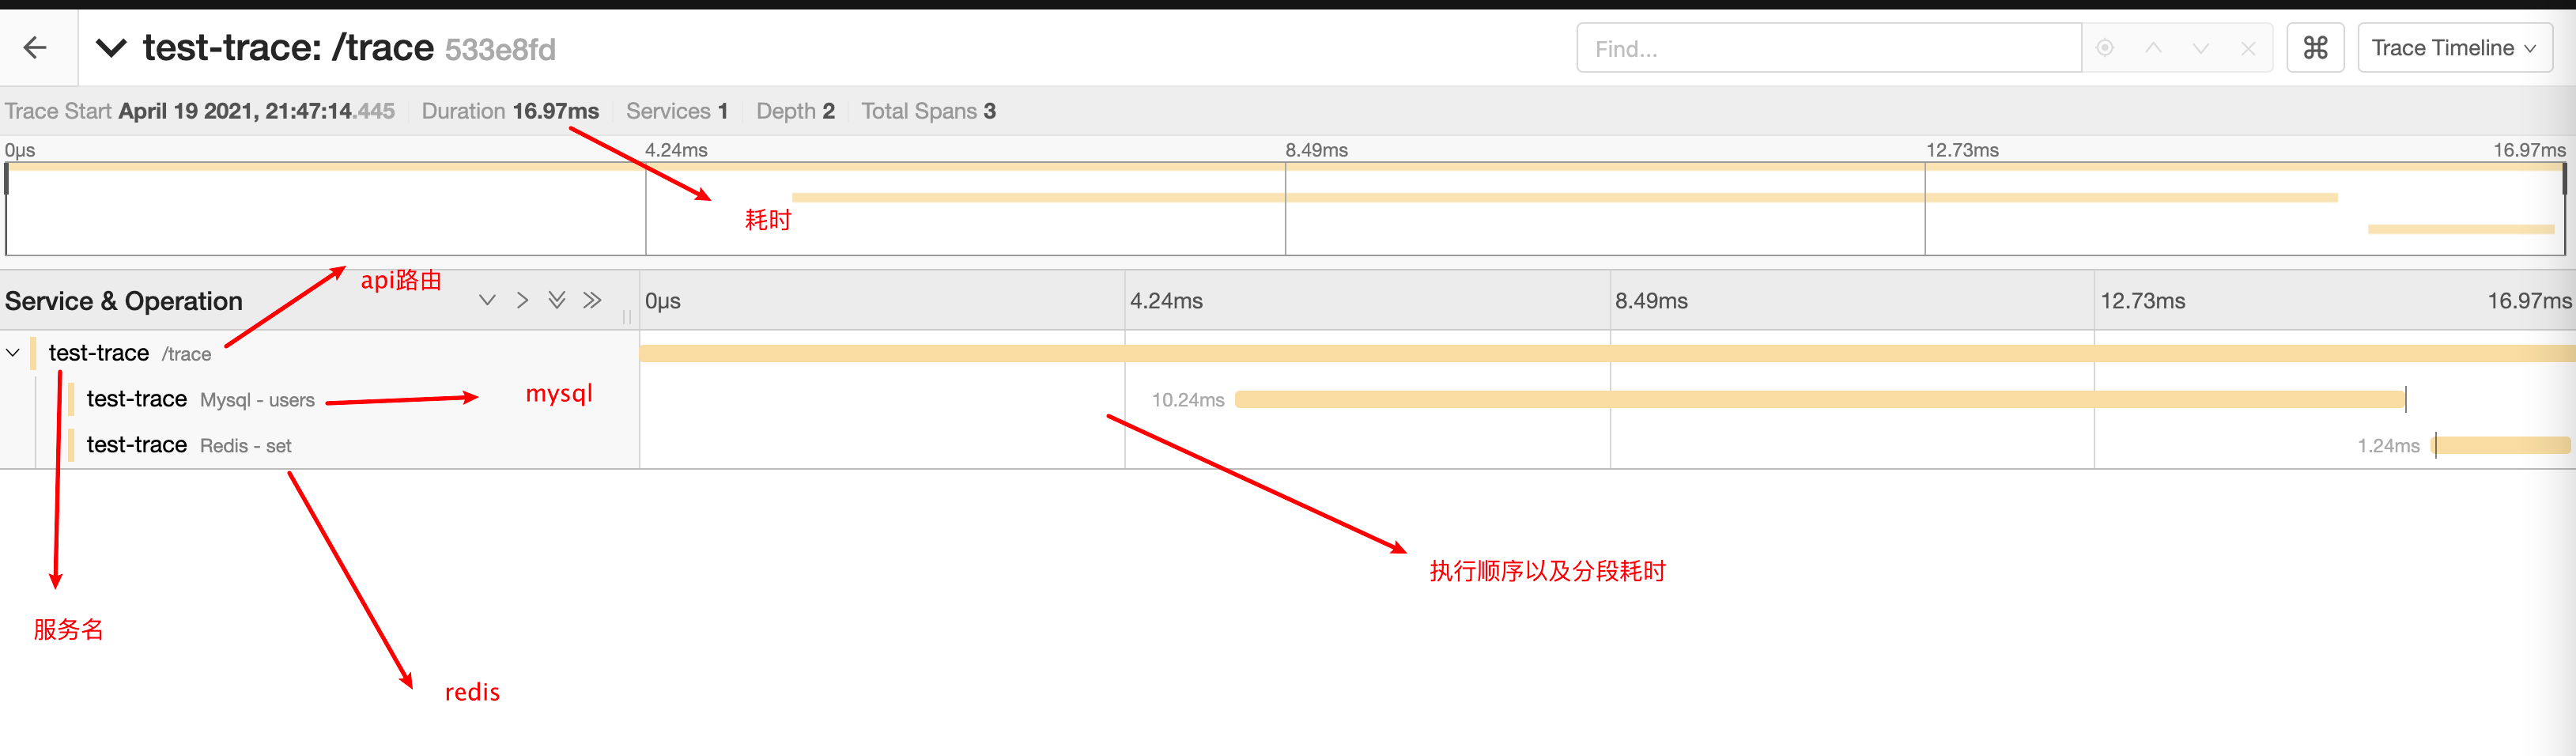 test-trace: /trace 533e8fd
Find...
⌘
Trace Timeline
Trace Start April 19 2021, 21:47:14.445 Duration 16.97ms Services 1 Depth 2 Total Spans 3
0μs 4.24ms 8.49ms 12.73ms 16.97ms
耗时
api路由
Service & Operation
0μs 4.24ms 8.49ms 12.73ms 16.97ms
test-trace /trace
test-trace Mysql - users
mysql
10.24ms
test-trace Redis - set
1.24ms
执行顺序以及分段耗时
服务名
redis